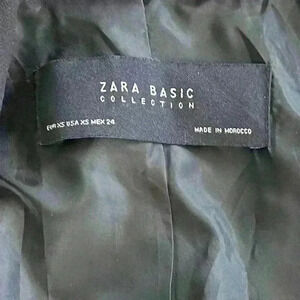 ZARA BASIC
COLLECTION
EUR XS USA XS MEX 24
MADE IN MOROCCO